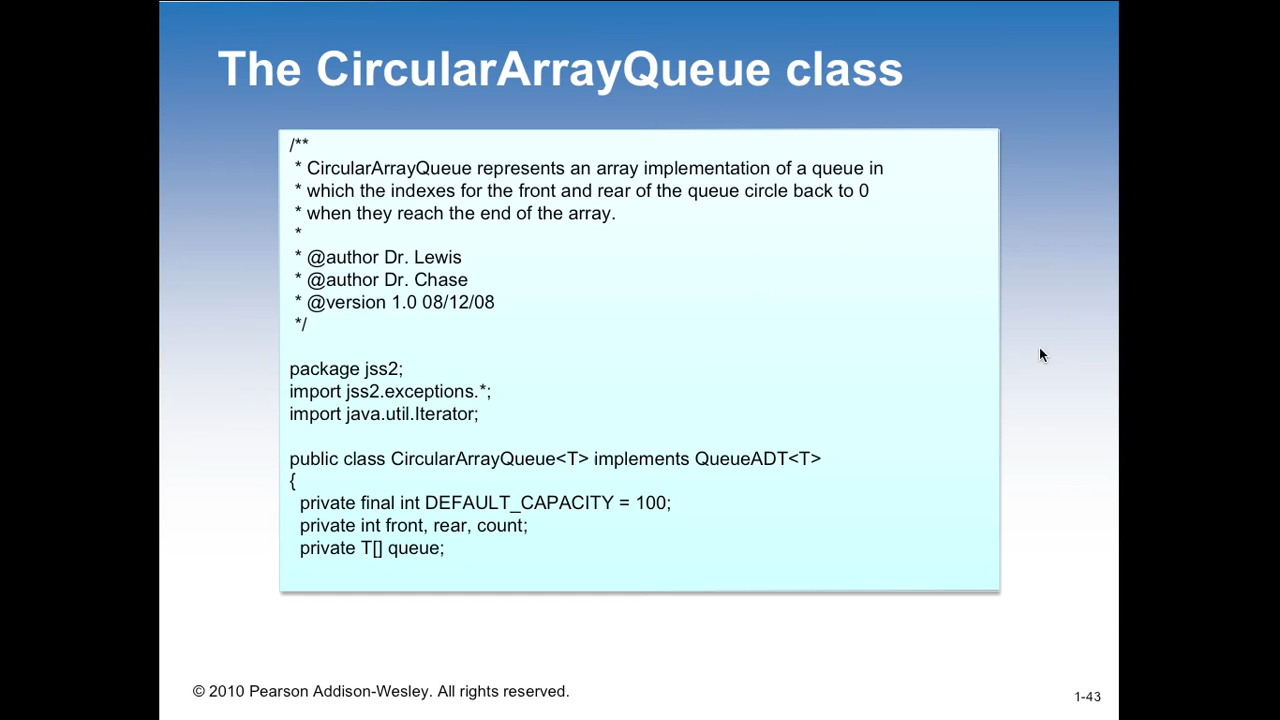 The CircularArrayQueue class
/**
* CircularArrayQueue represents an array implementation of a queue in
* which the indexes for the front and rear of the queue circle back to 0
* when they reach the end of the array.
*
* @author Dr. Lewis
* @author Dr. Chase
* @version 1.0 08/12/08
*/
package jss2;
import jss2.exceptions.*;
import java.util.Iterator;
public class CircularArrayQueue<T> implements QueueADT<T>
{
private final int DEFAULT_CAPACITY = 100;
private int front, rear, count;
private T[] queue;
© 2010 Pearson Addison-Wesley. All rights reserved.
1-43